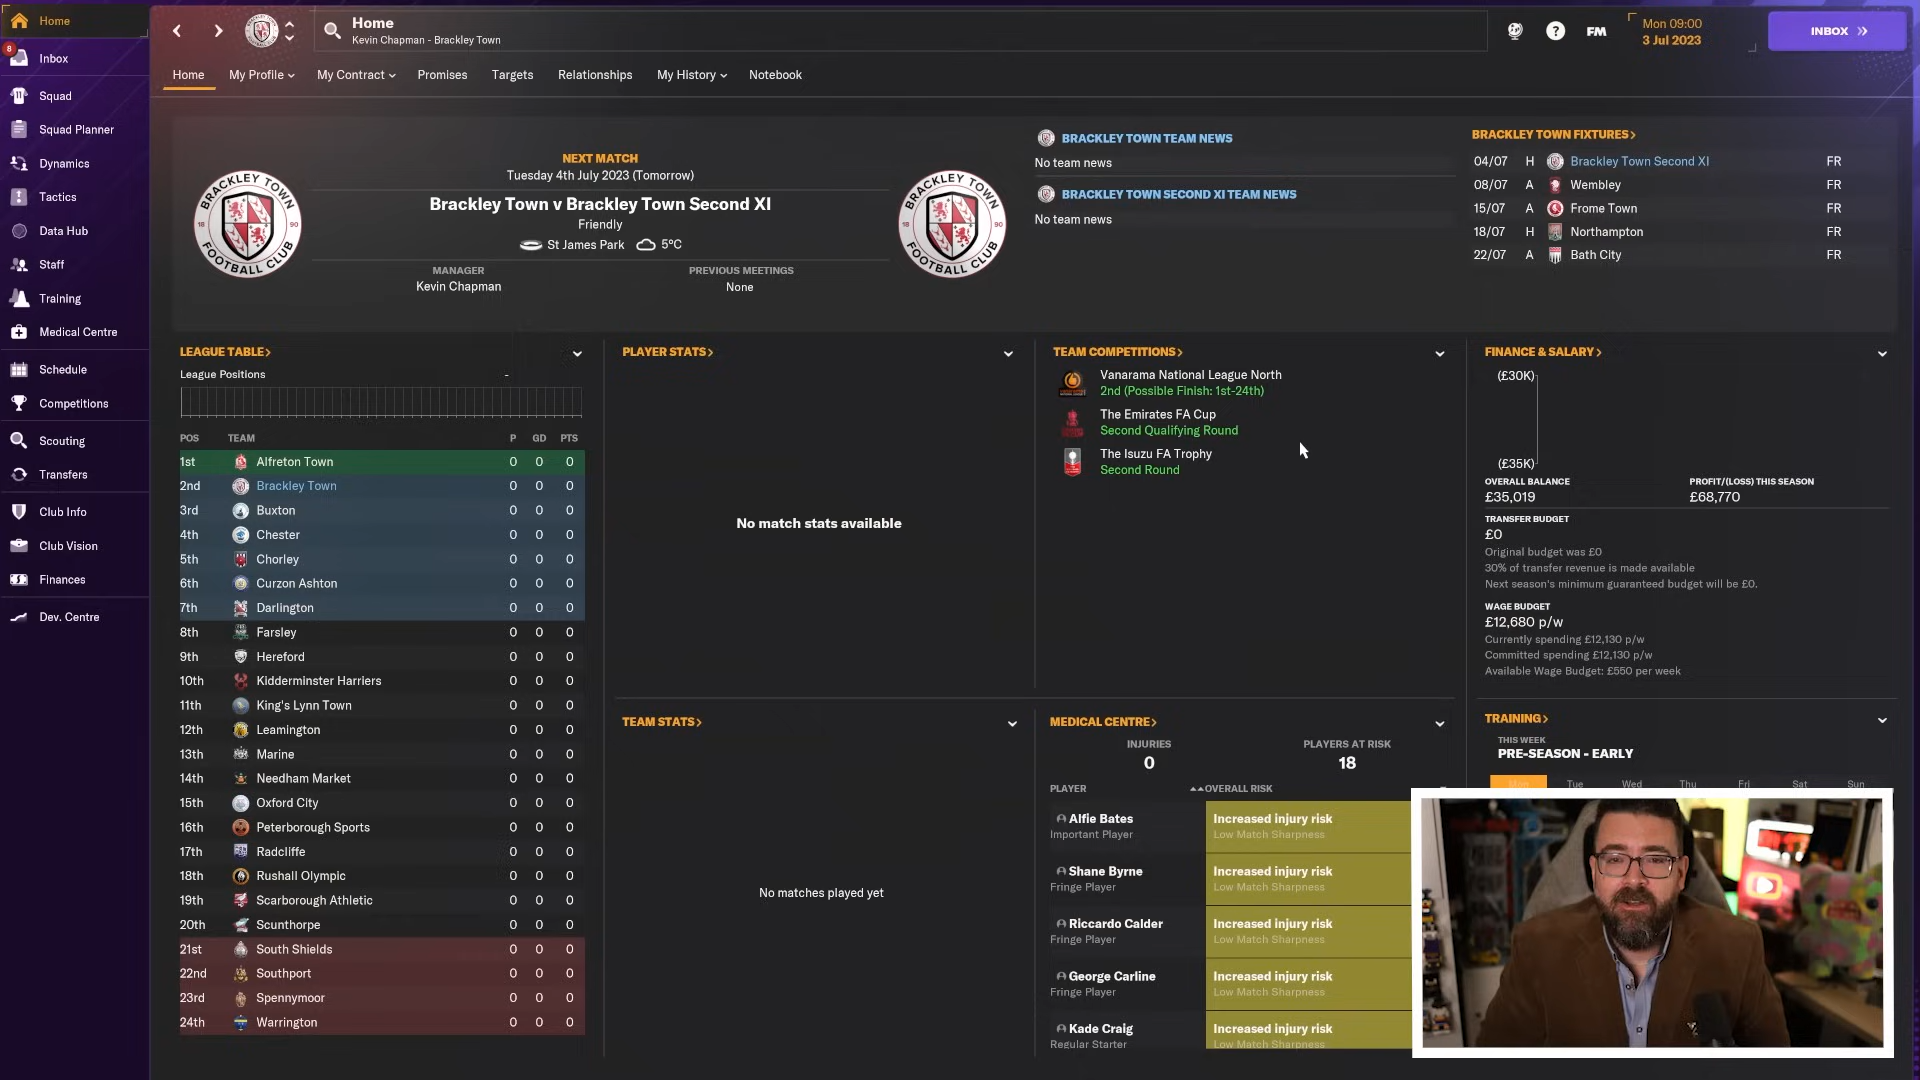 Home
8
Inbox
Squad
Squad Planner
Dynamics
Tactics
Data Hub
Staff
Training
Medical Centre
Schedule
Competitions
Scouting
Transfers
Club Info
Club Vision
Finances
Dev. Centre
Home
Kevin Chapman - Brackley Town
FM
Mon 09:00
3 Jul 2023
INBOX
Home My Profile My Contract Promises Targets Relationships My History Notebook
BRACKLEY TOWN
18 90
FOOTBALL CLUB
NEXT MATCH
Tuesday 4th July 2023 (Tomorrow)
Brackley Town v Brackley Town Second XI
Friendly
St James Park 5°C
MANAGER PREVIOUS MEETINGS
Kevin Chapman None
BRACKLEY TOWN
18 90
FOOTBALL CLUB
BRACKLEY TOWN TEAM NEWS
No team news
BRACKLEY TOWN SECOND XI TEAM NEWS
No team news
BRACKLEY TOWN FIXTURES>
04/07 H Brackley Town Second XI FR
08/07 A Wembley FR
15/07 A Frome Town FR
18/07 H Northampton FR
22/07 A Bath City FR
LEAGUE TABLE>
League Positions -
POS TEAM P GD PTS
1st Alfreton Town 0 0 0
2nd Brackley Town 0 0 0
3rd Buxton 0 0 0
4th Chester 0 0 0
5th Chorley 0 0 0
6th Curzon Ashton 0 0 0
7th Darlington 0 0 0
8th Farsley 0 0 0
9th Hereford 0 0 0
10th Kidderminster Harriers 0 0 0
11th King's Lynn Town 0 0 0
12th Leamington 0 0 0
13th Marine 0 0 0
14th Needham Market 0 0 0
15th Oxford City 0 0 0
16th Peterborough Sports 0 0 0
17th Radcliffe 0 0 0
18th Rushall Olympic 0 0 0
19th Scarborough Athletic 0 0 0
20th Scunthorpe 0 0 0
21st South Shields 0 0 0
22nd Southport 0 0 0
23rd Spennymoor 0 0 0
24th Warrington 0 0 0
PLAYER STATS>
No match stats available
TEAM STATS>
No matches played yet
TEAM COMPETITIONS>
Vanarama National League North
2nd (Possible Finish: 1st-24th)
The Emirates FA Cup
Second Qualifying Round
The Isuzu FA Trophy
Second Round
MEDICAL CENTRE>
INJURIES PLAYERS AT RISK
0 18
PLAYER OVERALL RISK
Alfie Bates Increased injury risk
Important Player Low Match Sharpness
Shane Byrne Increased injury risk
Fringe Player Low Match Sharpness
Riccardo Calder Increased injury risk
Fringe Player Low Match Sharpness
George Carline Increased injury risk
Fringe Player Low Match Sharpness
Kade Craig Increased injury risk
Regular Starter Low Match Sharpness
FINANCE & SALARY>
(£30K)
(£35K)
OVERALL BALANCE PROFIT/(LOSS) THIS SEASON
£35,019 £68,770
TRANSFER BUDGET
£0
Original budget was £0
30% of transfer revenue is made available
Next season's minimum guaranteed budget will be £0.
WAGE BUDGET
£12,680 p/w
Currently spending £12,130 p/w
Committed spending £12,130 p/w
Available Wage Budget: £550 per week
TRAINING>
THIS WEEK
PRE-SEASON - EARLY
Mon Tue Wed Thu Fri Sat Sun